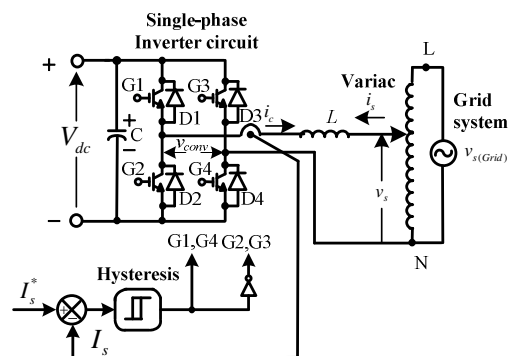 Single-phase
Inverter circuit
L
+
G1
G3
Variac
D1
D3
i_c
L
i_s
Grid
system
V_dc
+
C
−
v_conv
v_s(Grid)
G2
G4
v_s
D2
D4
−
G1,G4 G2,G3
N
Hysteresis
I_s^*
+
−
I_s